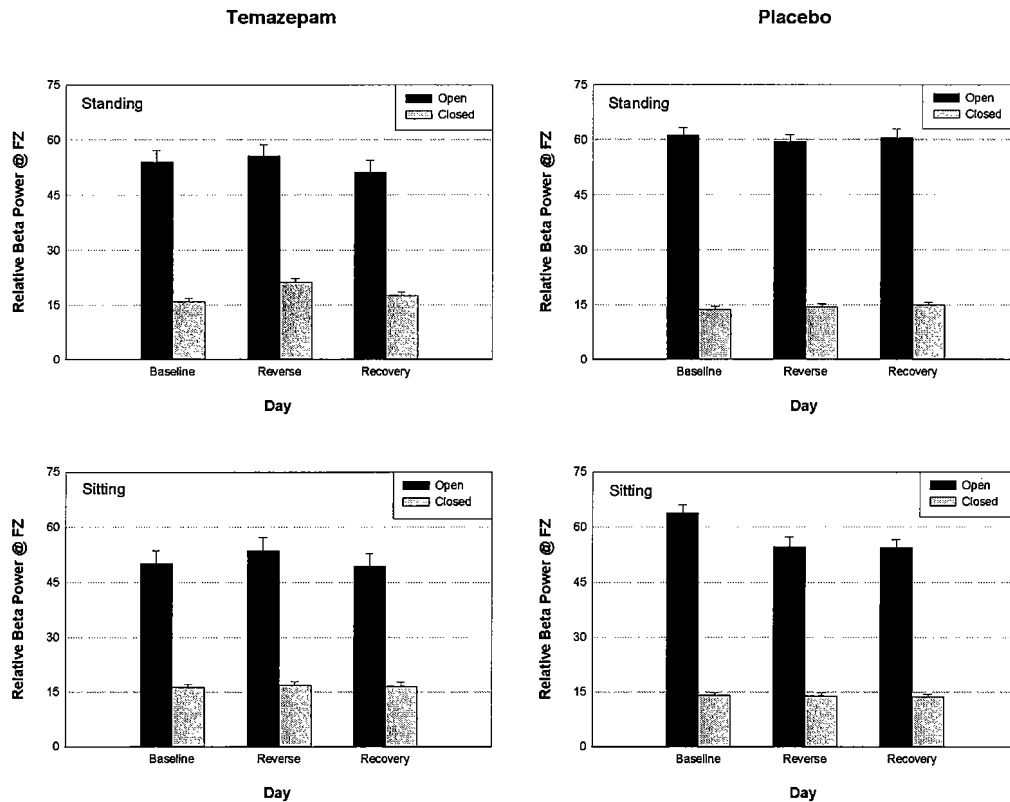 Temazepam
Placebo
75
60
45
30
15
0
Relative Beta Power @ FZ
Standing
Open
Closed
Baseline
Reverse
Recovery
Day
75
60
45
30
15
0
Relative Beta Power @ FZ
Standing
Open
Closed
Baseline
Reverse
Recovery
Day
75
60
45
30
15
0
Relative Beta Power @ FZ
Sitting
Open
Closed
Baseline
Reverse
Recovery
Day
75
60
45
30
15
0
Relative Beta Power @ FZ
Sitting
Open
Closed
Baseline
Reverse
Recovery
Day